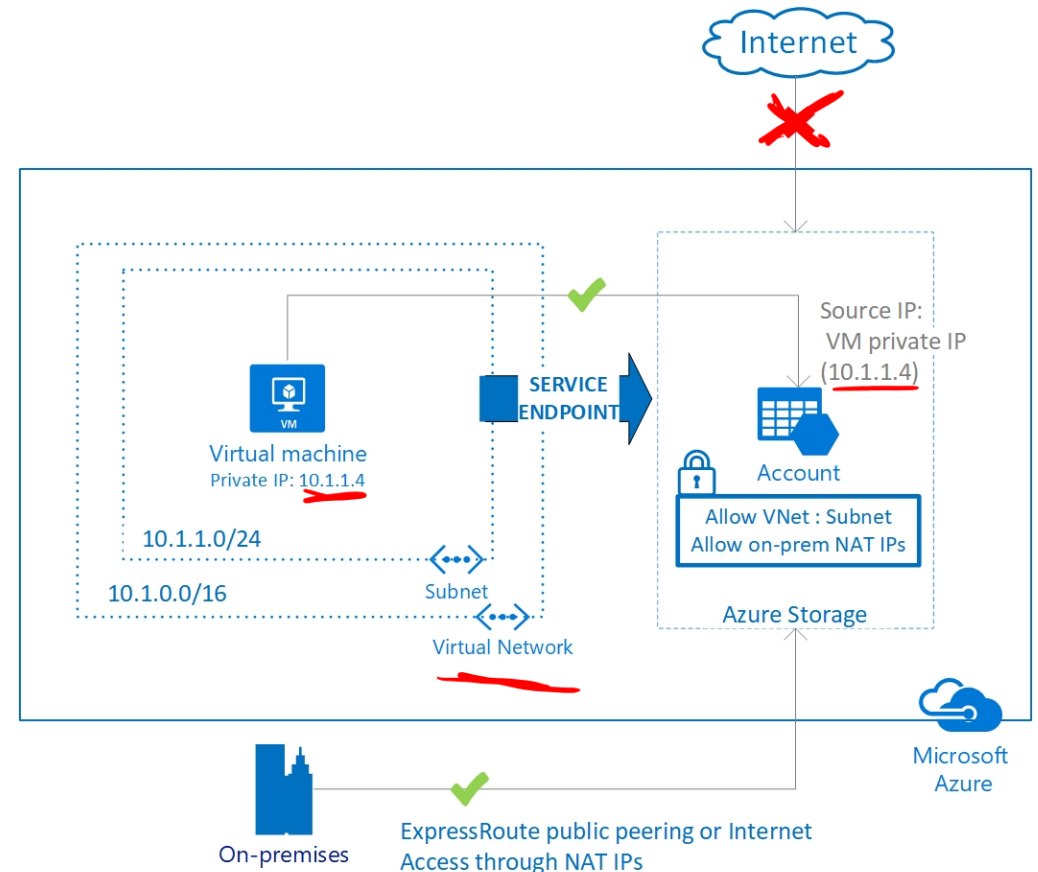 Internet
Source IP:
VM private IP
(10.1.1.4)
SERVICE
ENDPOINT
VM
Virtual machine
Private IP: 10.1.1.4
Account
Allow VNet : Subnet
Allow on-prem NAT IPs
10.1.1.0/24
Subnet
10.1.0.0/16
Azure Storage
Virtual Network
Microsoft
Azure
On-premises
ExpressRoute public peering or Internet
Access through NAT IPs